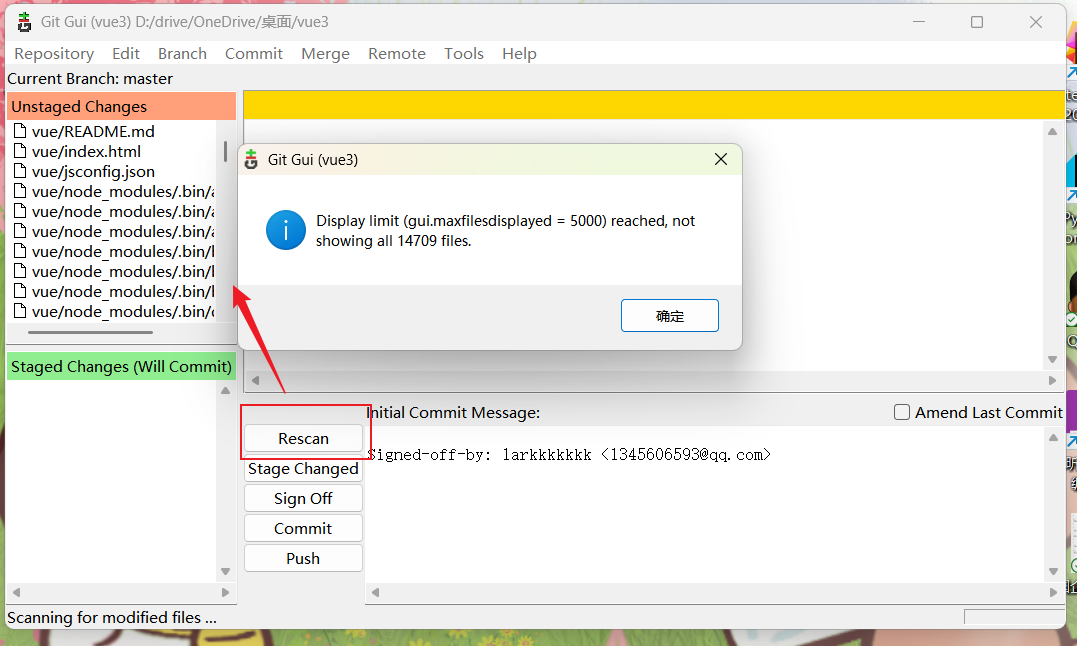 Git Gui (vue3) D:/drive/OneDrive/桌面/vue3
Repository Edit Branch Commit Merge Remote Tools Help
Current Branch: master
Unstaged Changes
vue/README.md
vue/index.html
vue/jsconfig.json
vue/node_modules/.bin/
vue/node_modules/.bin/
vue/node_modules/.bin/
vue/node_modules/.bin/
vue/node_modules/.bin/
vue/node_modules/.bin/
vue/node_modules/.bin/
Git Gui (vue3)
Display limit (gui.maxfilesdisplayed = 5000) reached, not
showing all 14709 files.
确定
Staged Changes (Will Commit)
Initial Commit Message:
Amend Last Commit
Rescan
Stage Changed
Sign Off
Commit
Push
Signed-off-by: larkkkkkkk <1345606593@qq.com>
Scanning for modified files ...